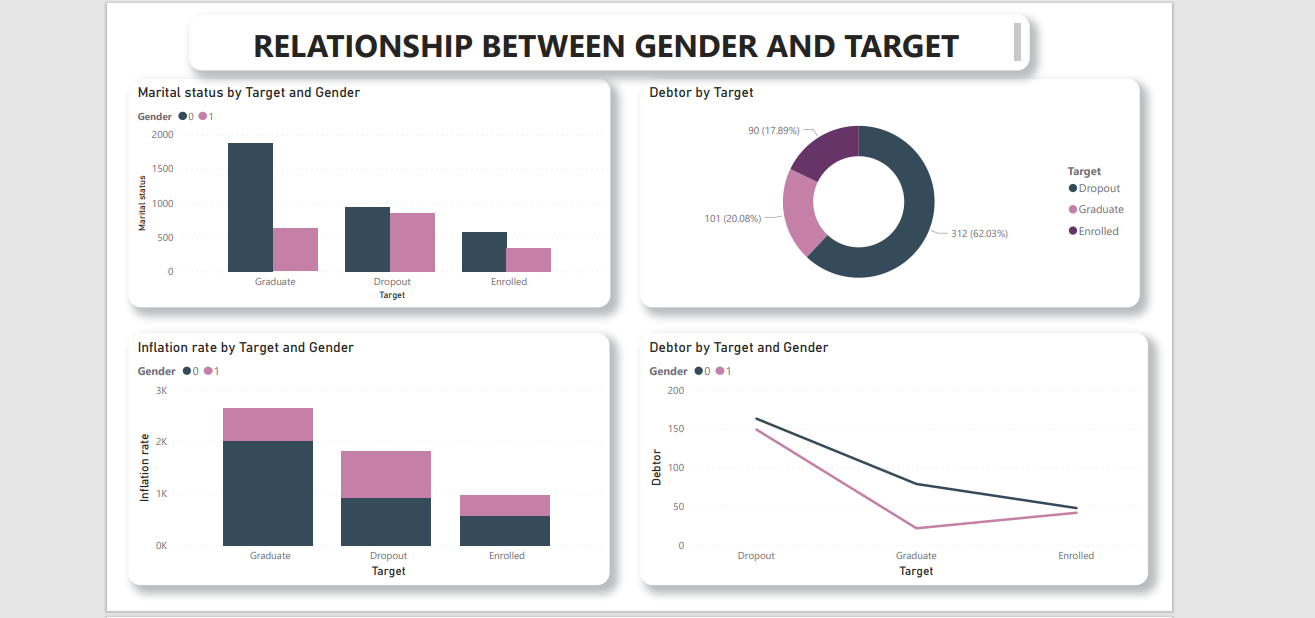 RELATIONSHIP BETWEEN GENDER AND TARGET
Marital status by Target and Gender
Gender 0 1
2000
1500
1000
500
0
Marital status
Graduate Dropout Enrolled
Target
Debtor by Target
90 (17.89%)
101 (20.08%)
312 (62.03%)
Target
Dropout
Graduate
Enrolled
Inflation rate by Target and Gender
Gender 0 1
3K
2K
1K
0K
Inflation rate
Graduate Dropout Enrolled
Target
Debtor by Target and Gender
Gender 0 1
200
150
100
50
0
Debtor
Dropout Graduate Enrolled
Target